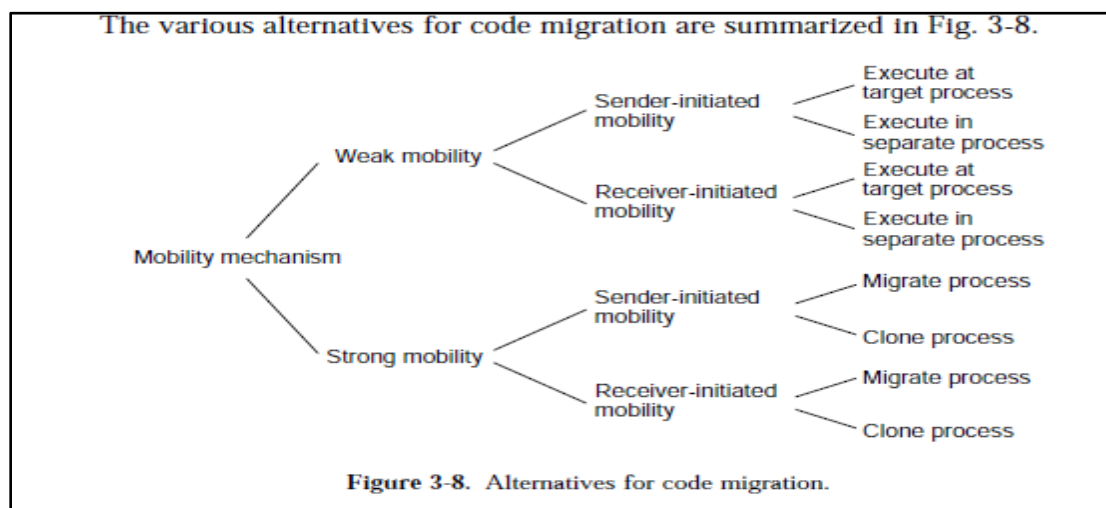 The various alternatives for code migration are summarized in Fig. 3-8.
Execute at
target process
Sender-initiated
mobility
Execute in
separate process
Weak mobility
Execute at
target process
Receiver-initiated
mobility
Execute in
separate process
Mobility mechanism
Migrate process
Sender-initiated
mobility
Clone process
Strong mobility
Migrate process
Receiver-initiated
mobility
Clone process
Figure 3-8. Alternatives for code migration.